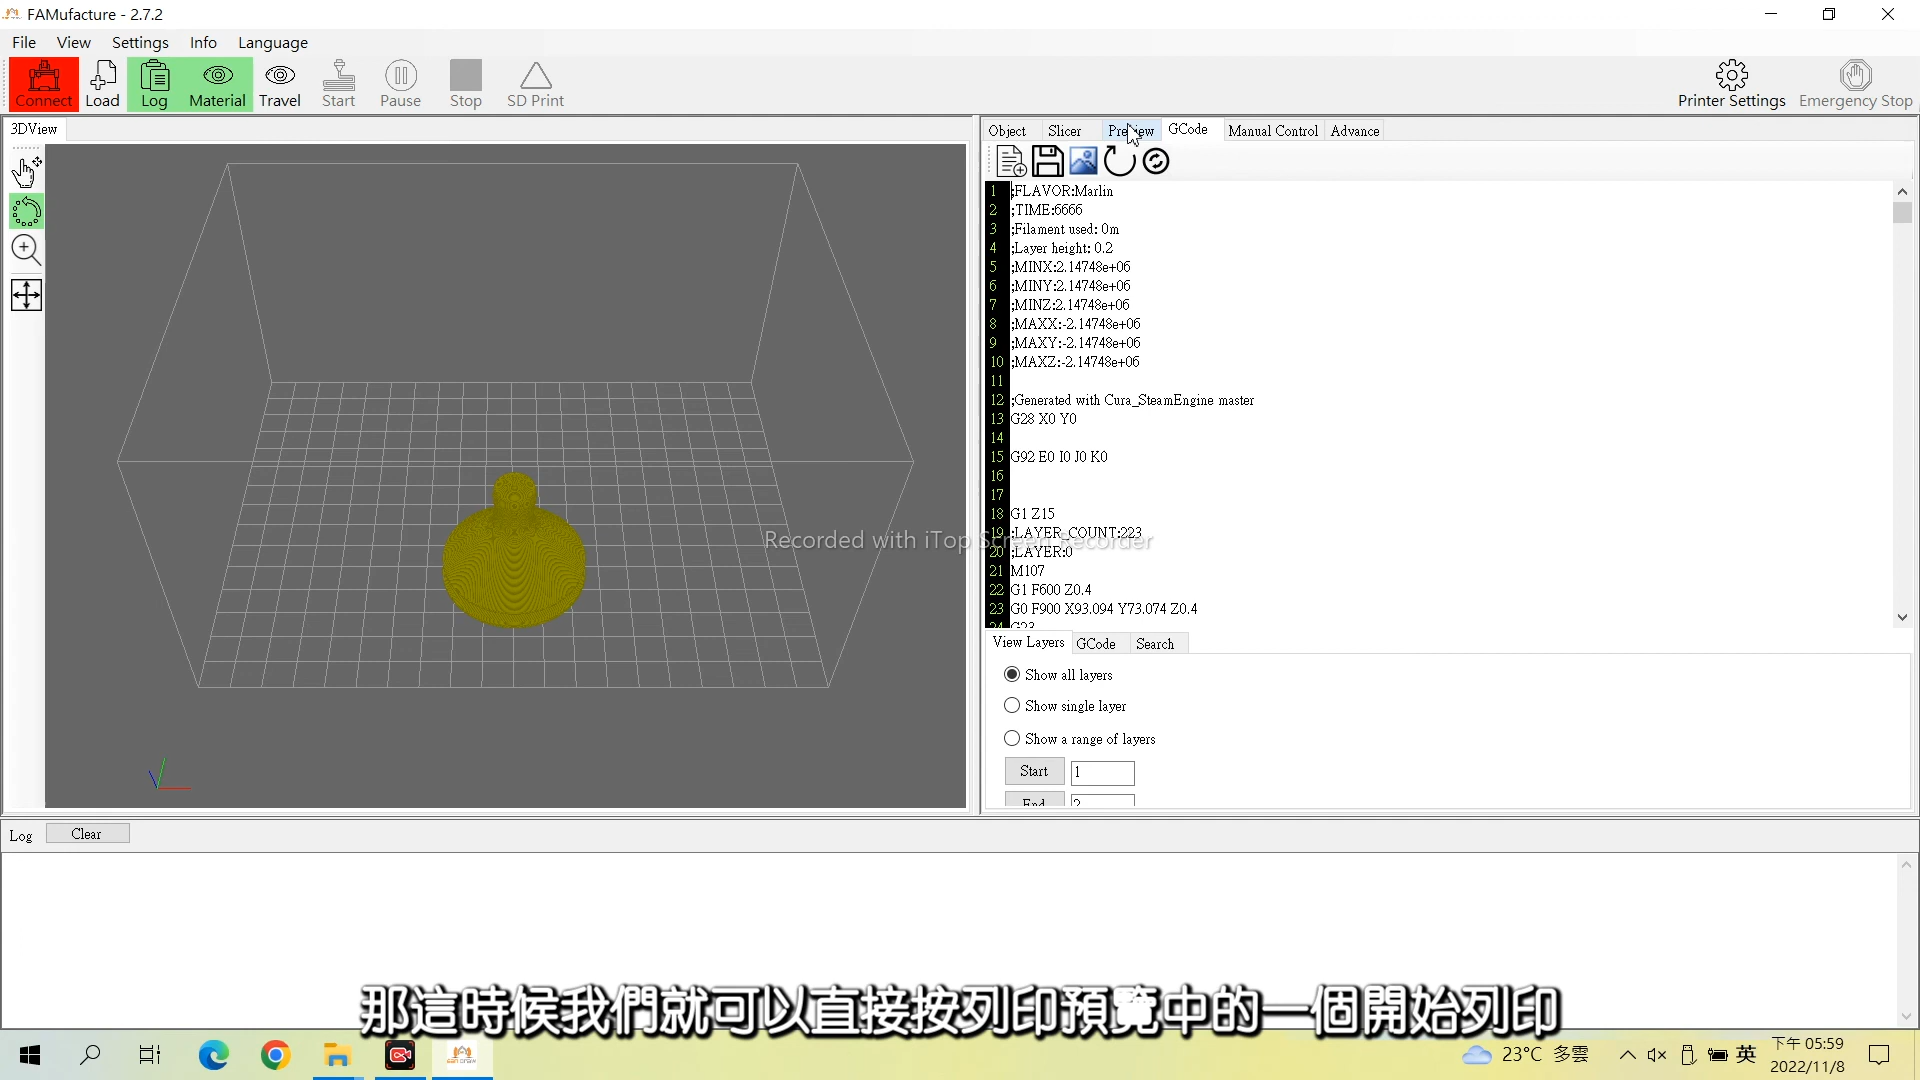 FAMufacture - 2.7.2
File View Settings Info Language
Connect Load Log Material Travel Start Pause Stop SD Print Printer Settings Emergency Stop
3DView
Object Slicer Preview GCode Manual Control Advance
1 ;FLAVOR:Marlin
2 ;TIME:6666
3 ;Filament used: 0m
4 ;Layer height: 0.2
5 ;MINX:2.14748e+06
6 ;MINY:2.14748e+06
7 ;MINZ:2.14748e+06
8 ;MAXX:-2.14748e+06
9 ;MAXY:-2.14748e+06
10 ;MAXZ:-2.14748e+06
11
12 ;Generated with Cura_SteamEngine master
13 G28 X0 Y0
14
15 G92 E0 I0 J0 K0
16
17
18 G1 Z15
19 ;LAYER_COUNT:223
Recorded with iTop Screen Recorder
20 ;LAYER:0
21 M107
22 G1 F600 Z0.4
23 G0 F900 X93.094 Y73.074 Z0.4
24 G23
View Layers GCode Search
Show all layers
Show single layer
Show a range of layers
Start 1
End 2
Log Clear
那這時候我們就可以直接按列印預覽中的一個開始列印
FAN DRAW
23°C 多雲
英
下午 05:59
2022/11/8